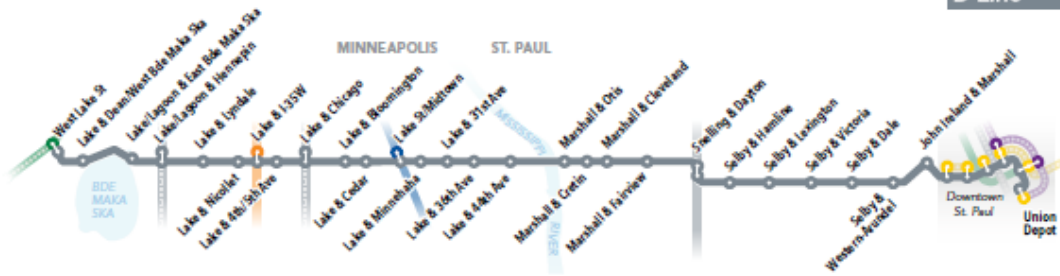 B Line
MINNEAPOLIS
ST. PAUL
West Lake St
Lake & Dean/West Bde Maka Ska
Lake/Lagoon & East Bde Maka Ska
Lake/Lagoon & Hennepin
Lake & Lyndale
Lake & Nicollet
Lake & I-35W
Lake & 4th/5th Ave
Lake & Chicago
Lake & Bloomington
Lake & Cedar
Lake St/Midtown
Lake & Minnehaha
Lake & 31st Ave
Lake & 36th Ave
Lake & 44th Ave
Marshall & Otis
Marshall & Cretin
Marshall & Cleveland
Marshall & Fairview
Snelling & Dayton
Selby & Hamline
Selby & Lexington
Selby & Victoria
Selby & Dale
Selby &
Western-Arundel
John Ireland & Marshall
BDE
MAKA
SKA
MISSISSIPPI
RIVER
Downtown
St. Paul
Union
Depot